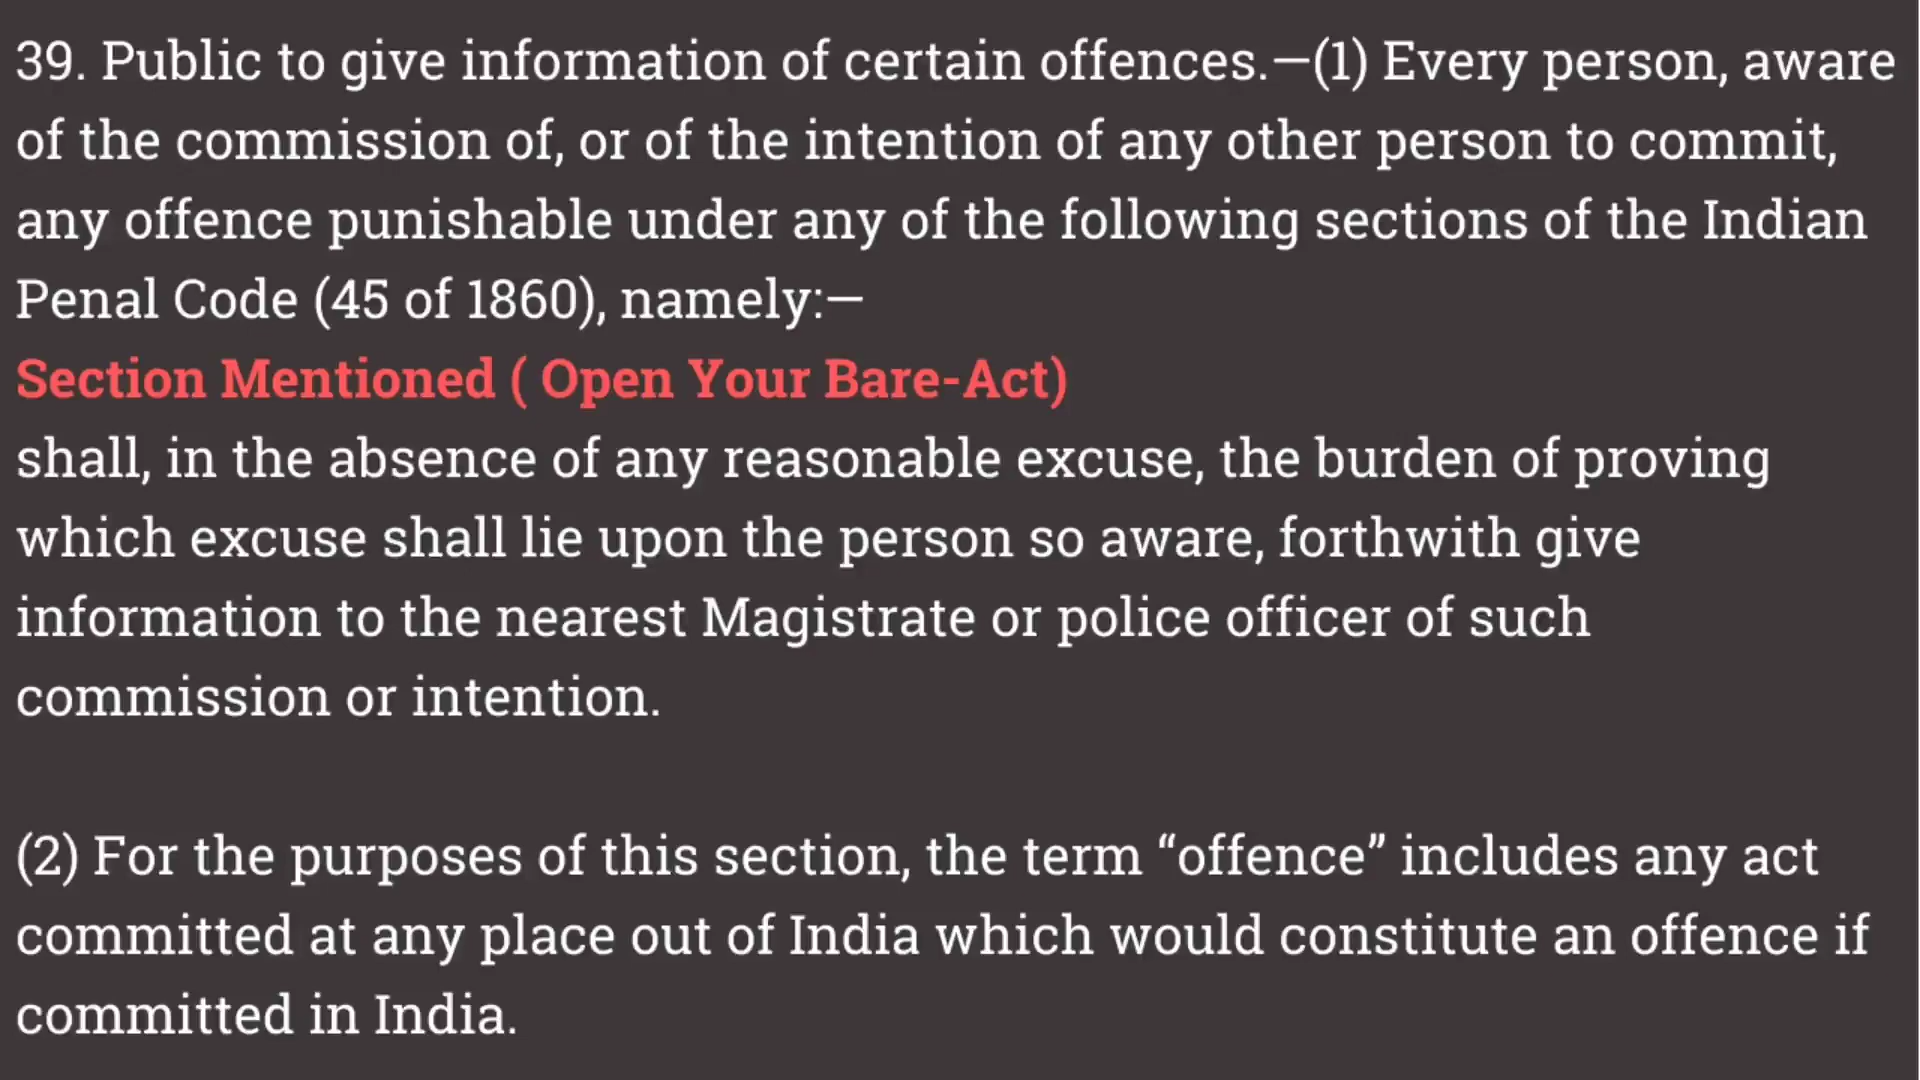 39. Public to give information of certain offences.—(1) Every person, aware
of the commission of, or of the intention of any other person to commit,
any offence punishable under any of the following sections of the Indian
Penal Code (45 of 1860), namely:—
Section Mentioned ( Open Your Bare-Act)
shall, in the absence of any reasonable excuse, the burden of proving
which excuse shall lie upon the person so aware, forthwith give
information to the nearest Magistrate or police officer of such
commission or intention.
(2) For the purposes of this section, the term “offence” includes any act
committed at any place out of India which would constitute an offence if
committed in India.